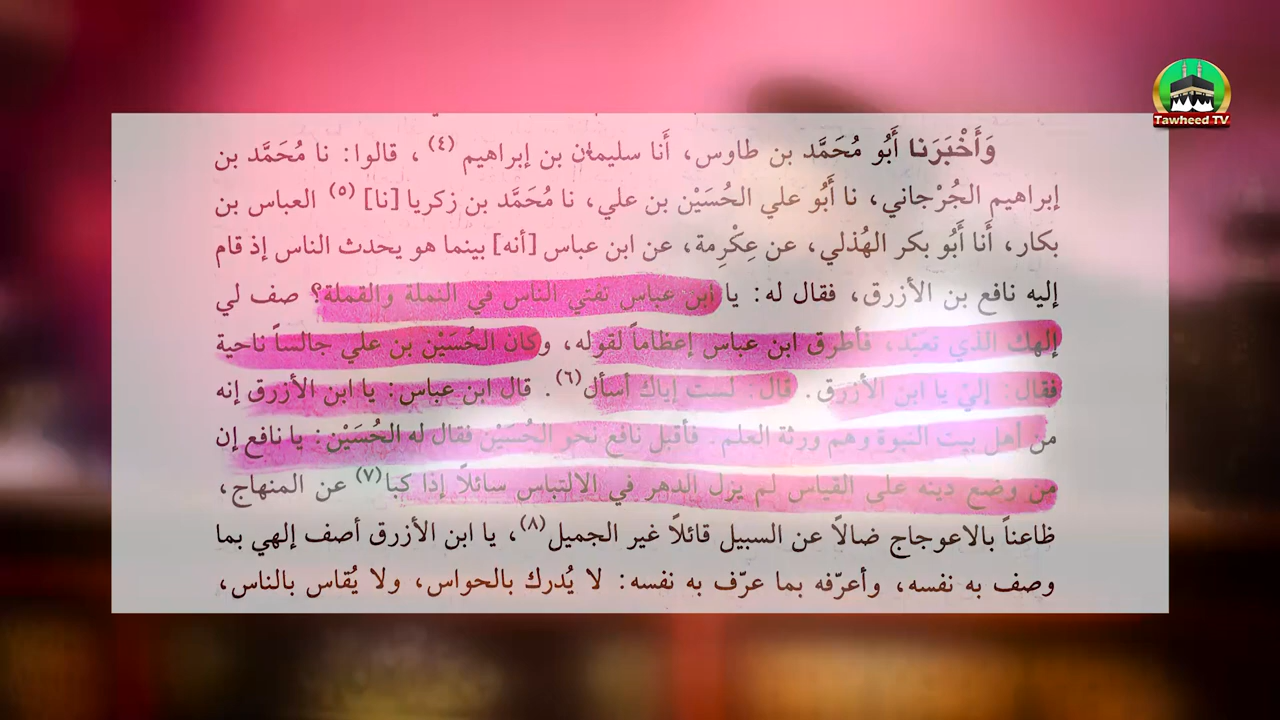 وَأَخْبَرَنا أَبُو مُحَمَّد بن طاوس، أَنا سليمان بن إبراهيم (٤)، قالوا: نا مُحَمَّد بن
إبراهيم الجُرْجاني، نا أَبُو علي الحُسَيْن بن علي، نا مُحَمَّد بن زكريا [نا] (٥) العباس بن
بكار، أَنا أَبُو بكر الهُذلي، عن عِكْرِمة، عن ابن عباس [أنه] بينما هو يحدث الناس إذ قام
إليه نافع بن الأزرق، فقال له: يا ابن عباس تفتي الناس في النملة والقملة؟ صف لي
إلهك الذي تعبُد، فأطرق ابن عباس إعظاماً لقوله، وكان الحُسَيْن بن علي جالساً ناحية
فقال: إليّ يا ابن الأزرق. قال: لست إياك أسأل (٦). قال ابن عباس: يا ابن الأزرق إنه
من أهل بيت النبوة وهم ورثة العلم. فأقبل نافع نحو الحُسَيْن فقال له الحُسَيْن: يا نافع إن
من وضع دينه على القياس لم يزل الدهر في الالتباس سائلاً إذا كبا (٧) عن المنهاج،
ظاعناً بالاعوجاج ضالاً عن السبيل قائلاً غير الجميل (٨)، يا ابن الأزرق أصف إلهي بما
وصف به نفسه، وأعرّفه بما عرّف به نفسه: لا يُدرك بالحواس، ولا يُقاس بالناس،
Tawheed TV